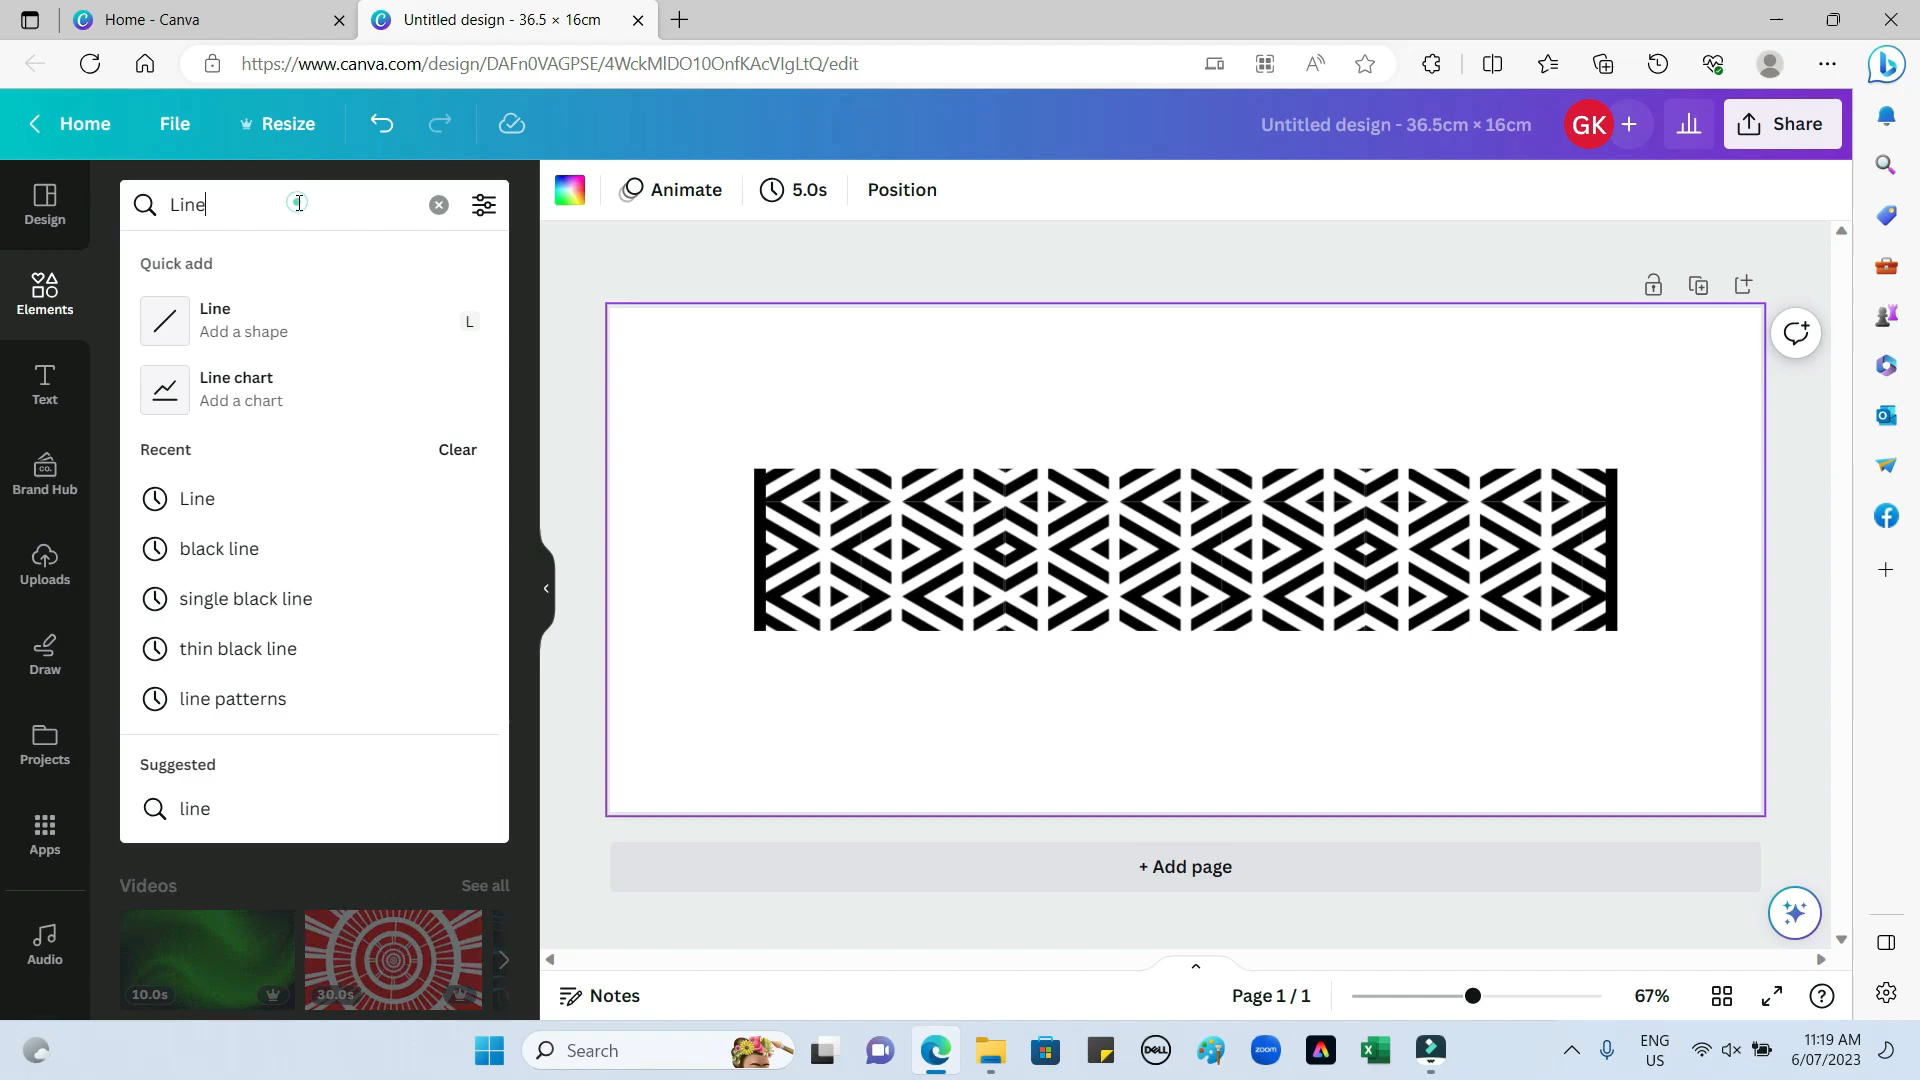 Home - Canva
Untitled design - 36.5 × 16cm
https://www.canva.com/design/DAFn0VAGPSE/4WckMlDO10OnfKAcVIgLtQ/edit
Home
File
Resize
Untitled design - 36.5cm × 16cm
GK
+
Share
Line
Animate
5.0s
Position
Design
Elements
Text
CO.
Brand Hub
Uploads
Draw
Projects
Apps
Audio
Quick add
Line
Add a shape
L
Line chart
Add a chart
Recent
Clear
Line
black line
single black line
thin black line
line patterns
Suggested
line
Videos
See all
10.0s
30.0s
+ Add page
Notes
Page 1 / 1
67%
Search
DELL
zoom
ENG
US
11:19 AM
6/07/2023